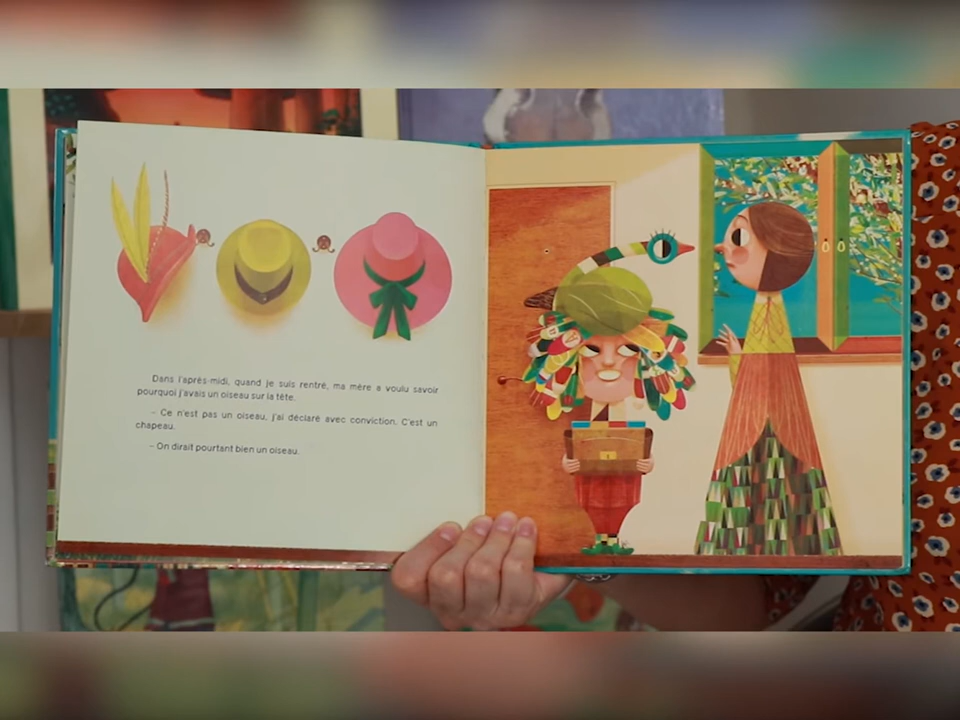 Dans l'après-midi, quand je suis rentré, ma mère a voulu savoir
pourquoi j'avais un oiseau sur la tête.
– Ce n'est pas un oiseau, j'ai déclaré avec conviction. C'est un
chapeau.
– On dirait pourtant bien un oiseau.